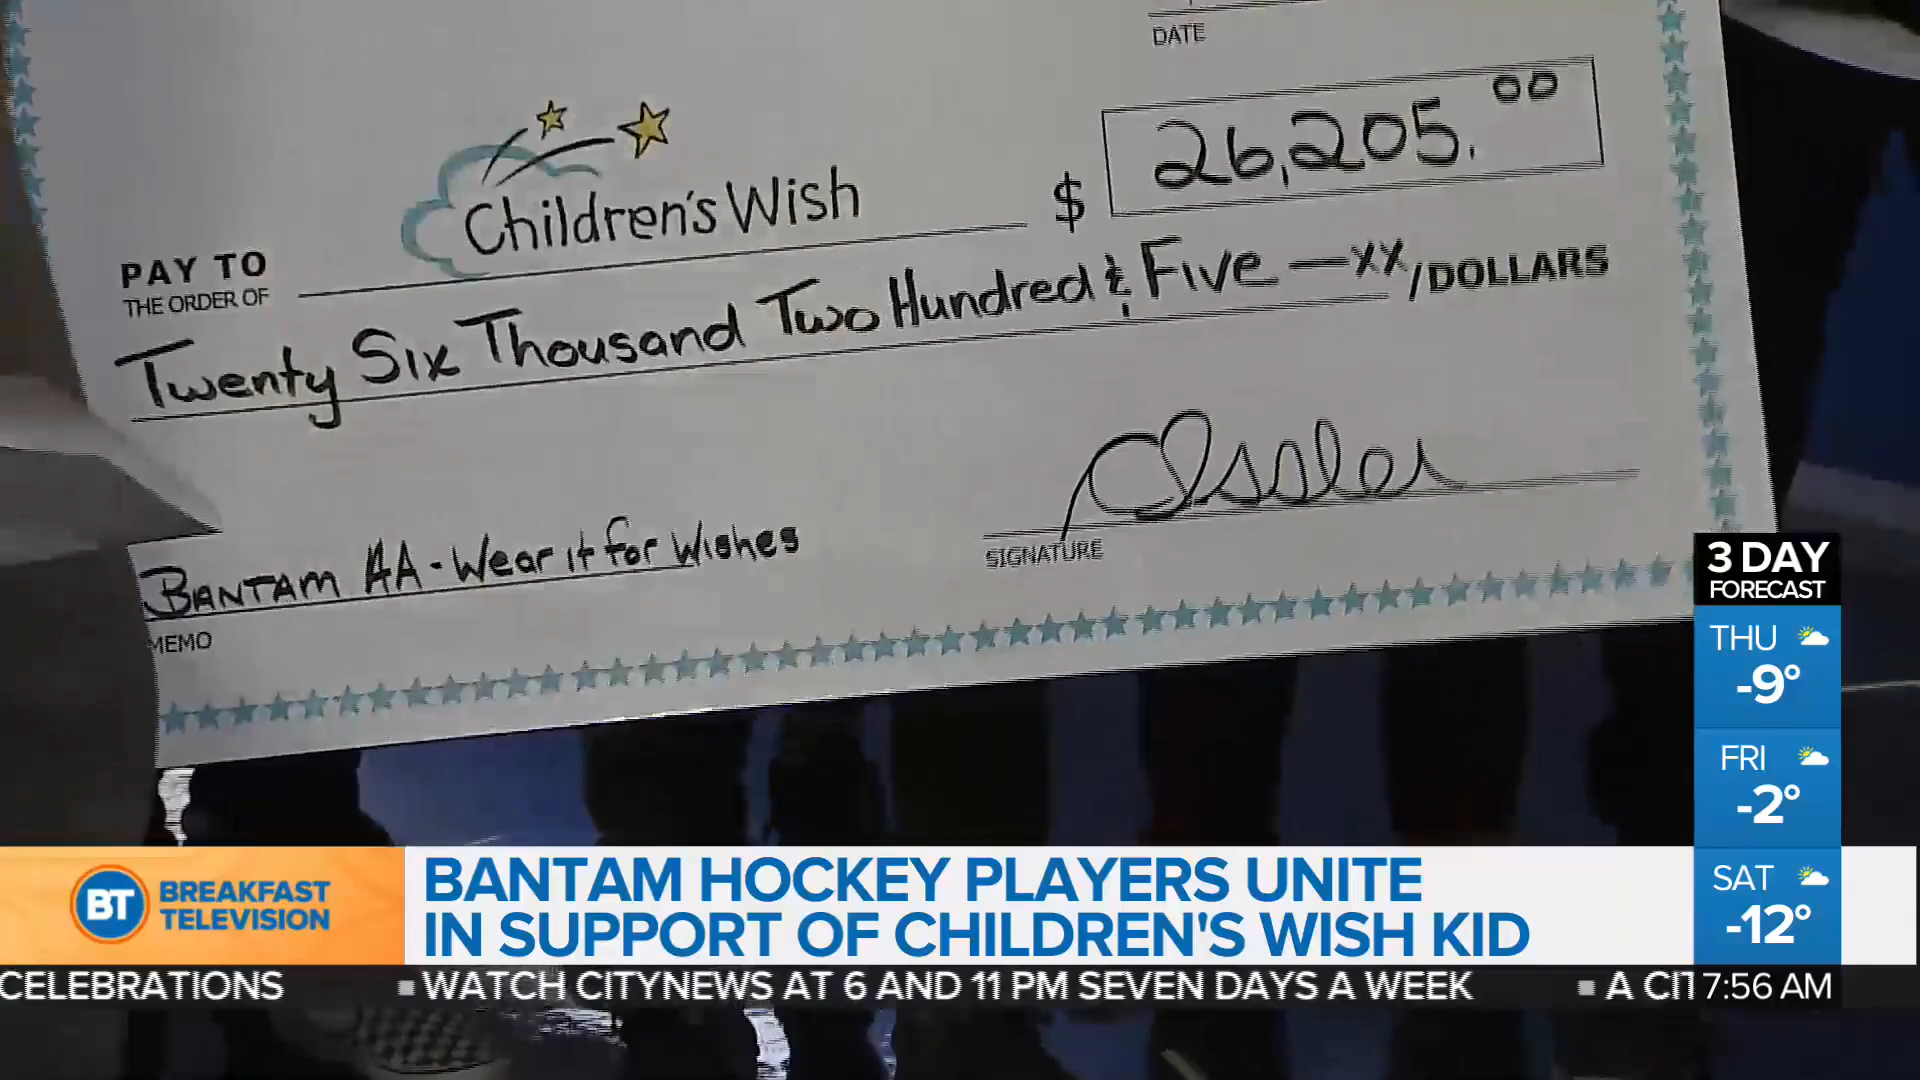 DATE
Children's Wish
$ 26,205.00
PAY TO
THE ORDER OF
Twenty Six Thousand Two Hundred & Five — xx /DOLLARS
BANTAM AA - Wear it for Wishes
MEMO
SIGNATURE
3 DAY
FORECAST
THU
-9°
FRI
-2°
SAT
-12°
BT BREAKFAST
TELEVISION
BANTAM HOCKEY PLAYERS UNITE
IN SUPPORT OF CHILDREN'S WISH KID
CELEBRATIONS ▪ WATCH CITYNEWS AT 6 AND 11 PM SEVEN DAYS A WEEK ▪ A CIT 7:56 AM